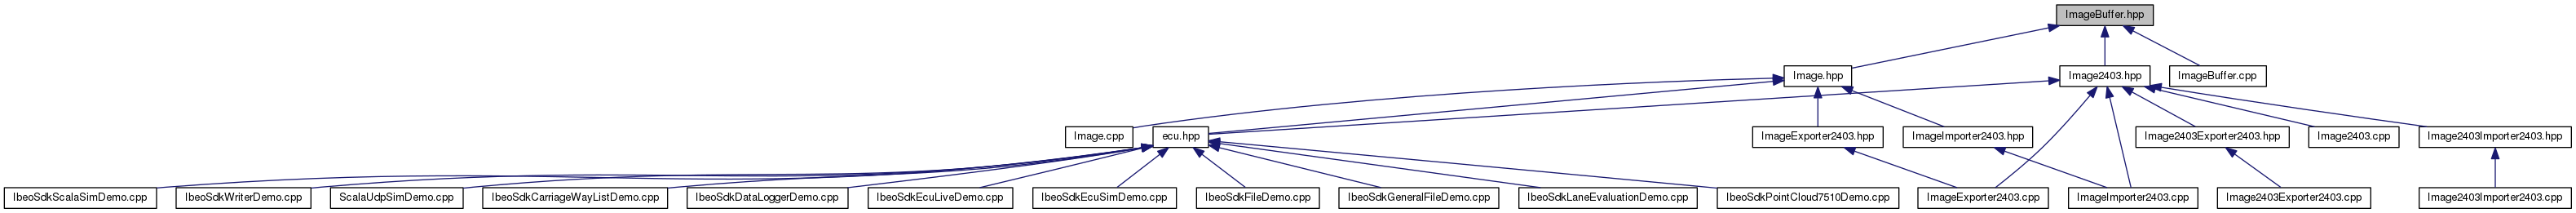 ImageBuffer.hpp
Image.hpp
Image2403.hpp
ImageBuffer.cpp
Image.cpp
ecu.hpp
ImageExporter2403.hpp
ImageImporter2403.hpp
Image2403Exporter2403.hpp
Image2403.cpp
Image2403Importer2403.hpp
IbeoSdkScalaSimDemo.cpp
IbeoSdkWriterDemo.cpp
ScalaUdpSimDemo.cpp
IbeoSdkCarriageWayListDemo.cpp
IbeoSdkDataLoggerDemo.cpp
IbeoSdkEcuLiveDemo.cpp
IbeoSdkEcuSimDemo.cpp
IbeoSdkFileDemo.cpp
IbeoSdkGeneralFileDemo.cpp
IbeoSdkLaneEvaluationDemo.cpp
IbeoSdkPointCloud7510Demo.cpp
ImageExporter2403.cpp
ImageImporter2403.cpp
Image2403Exporter2403.cpp
Image2403Importer2403.cpp